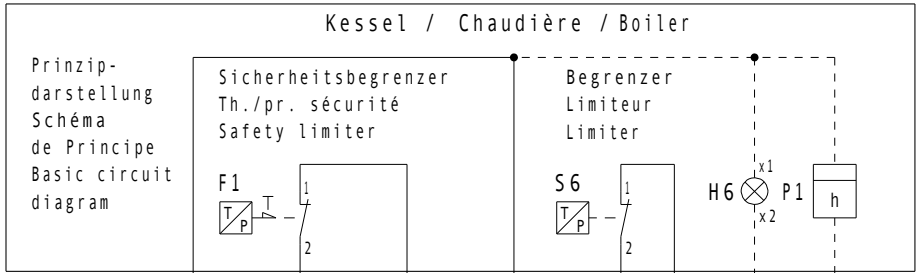 Kessel / Chaudière / Boiler
Prinzip-
darstellung
Schéma
de Principe
Basic circuit
diagram
Sicherheitsbegrenzer
Th./pr. sécurité
Safety limiter
Begrenzer
Limiteur
Limiter
F1
T
T/P
1
2
S6
T/P
1
2
H6
x1
x2
P1
h